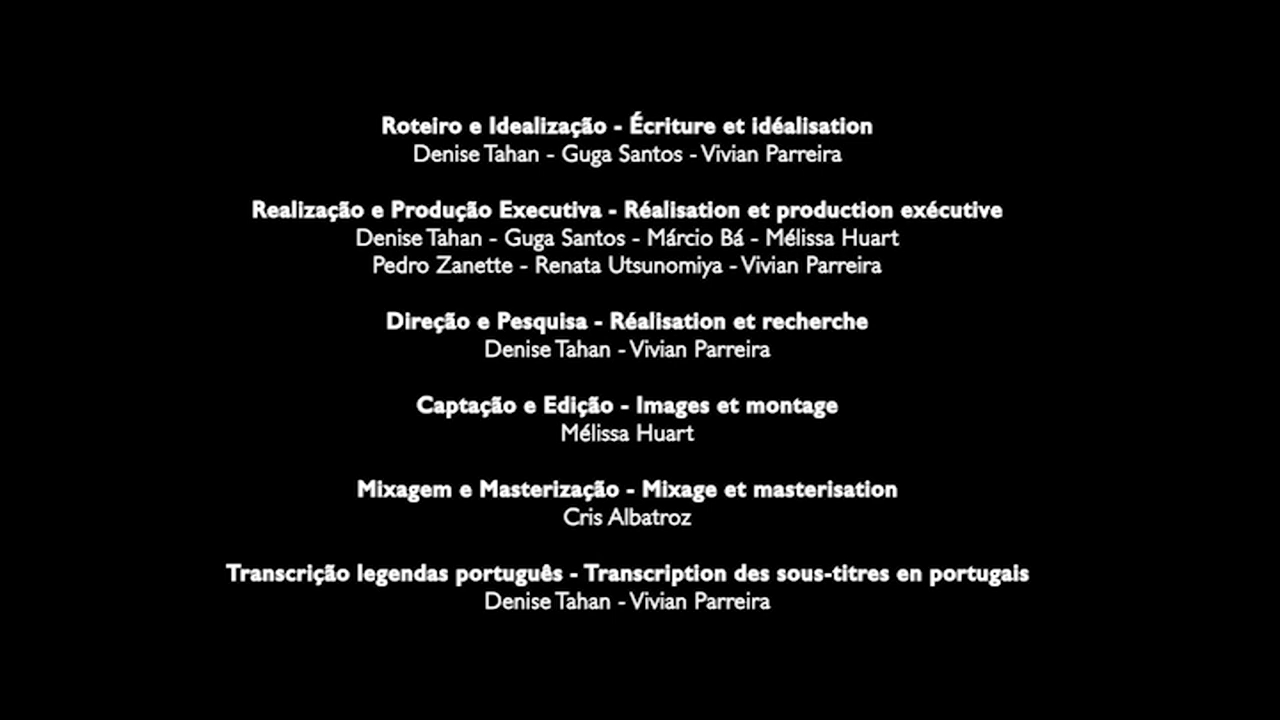 Roteiro e Idealização - Écriture et idéalisation
Denise Tahan - Guga Santos - Vivian Parreira
Realização e Produção Executiva - Réalisation et production exécutive
Denise Tahan - Guga Santos - Márcio Bá - Mélissa Huart
Pedro Zanette - Renata Utsunomiya - Vivian Parreira
Direção e Pesquisa - Réalisation et recherche
Denise Tahan - Vivian Parreira
Captação e Edição - Images et montage
Mélissa Huart
Mixagem e Masterização - Mixage et masterisation
Cris Albatroz
Transcrição legendas português - Transcription des sous-titres en portugais
Denise Tahan - Vivian Parreira